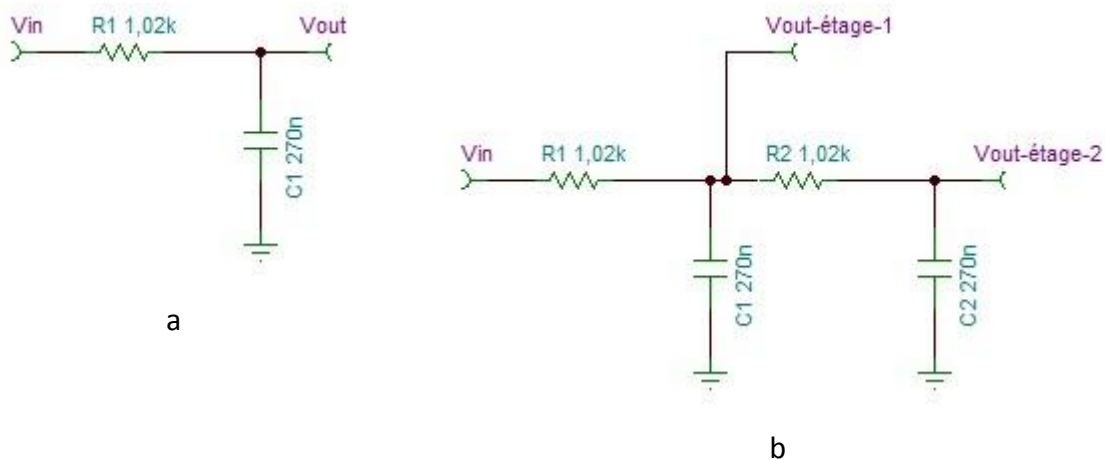 Vin
R1 1,02k
Vout
C1 270n
a
Vout-étage-1
Vin
R1 1,02k
R2 1,02k
Vout-étage-2
C1 270n
C2 270n
b